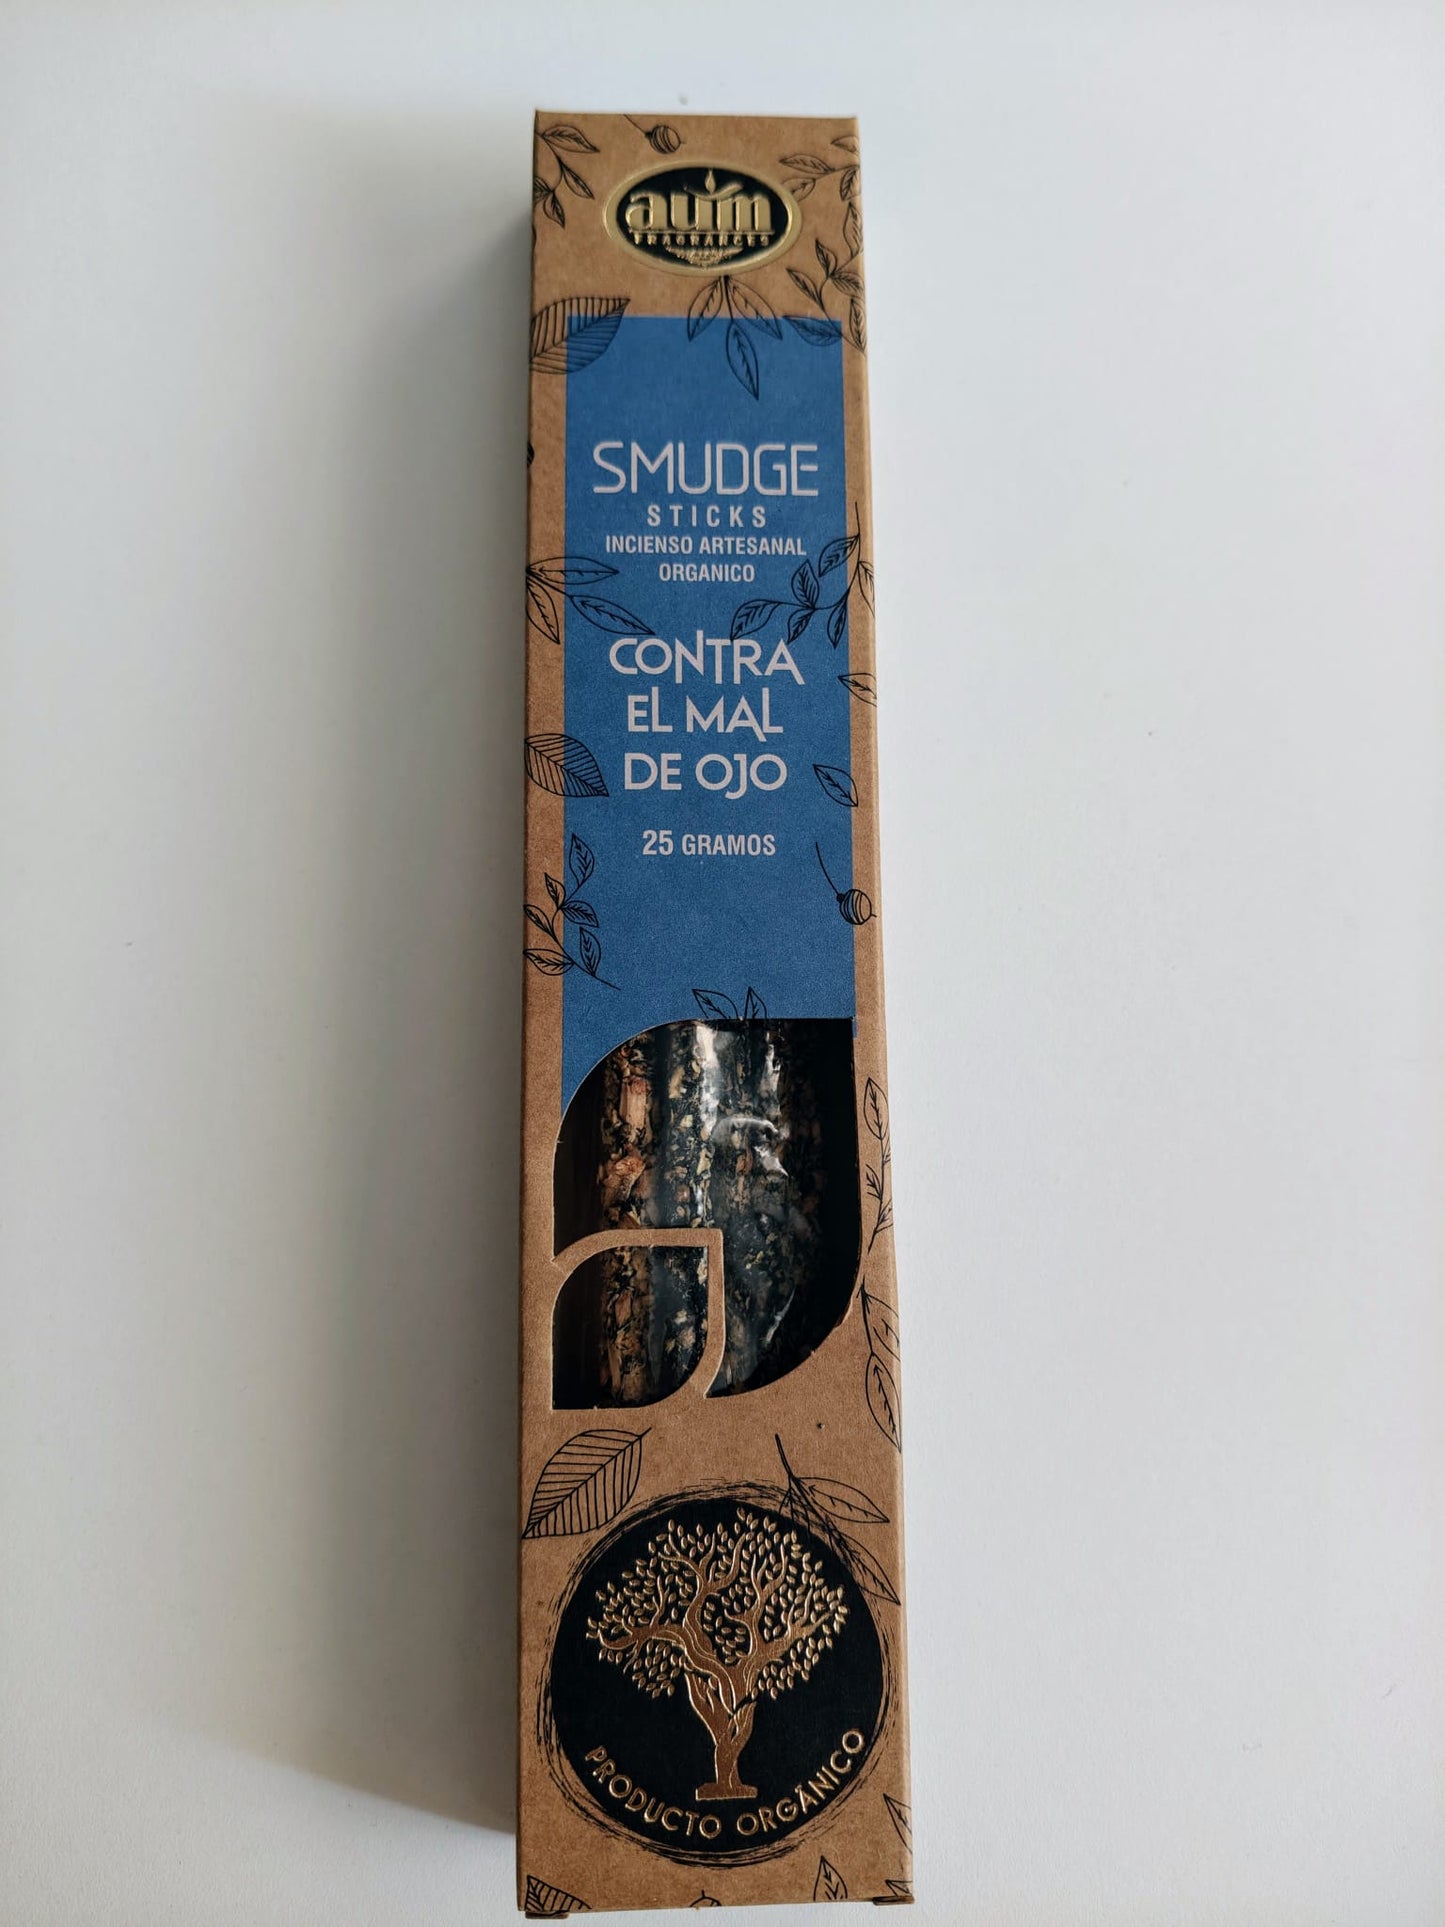 aum
FRAGRANCES
SMUDGE
STICKS
INCIENSO ARTESANAL
ORGANICO
CONTRA
EL MAL
DE OJO
25 GRAMOS
PRODUCTO ORGÁNICO